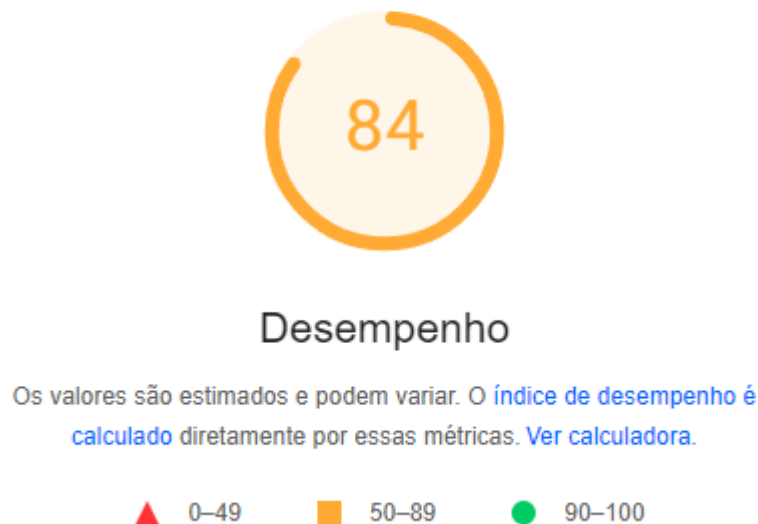 84
Desempenho
Os valores são estimados e podem variar. O índice de desempenho é
calculado diretamente por essas métricas. Ver calculadora.
0–49 50–89 90–100